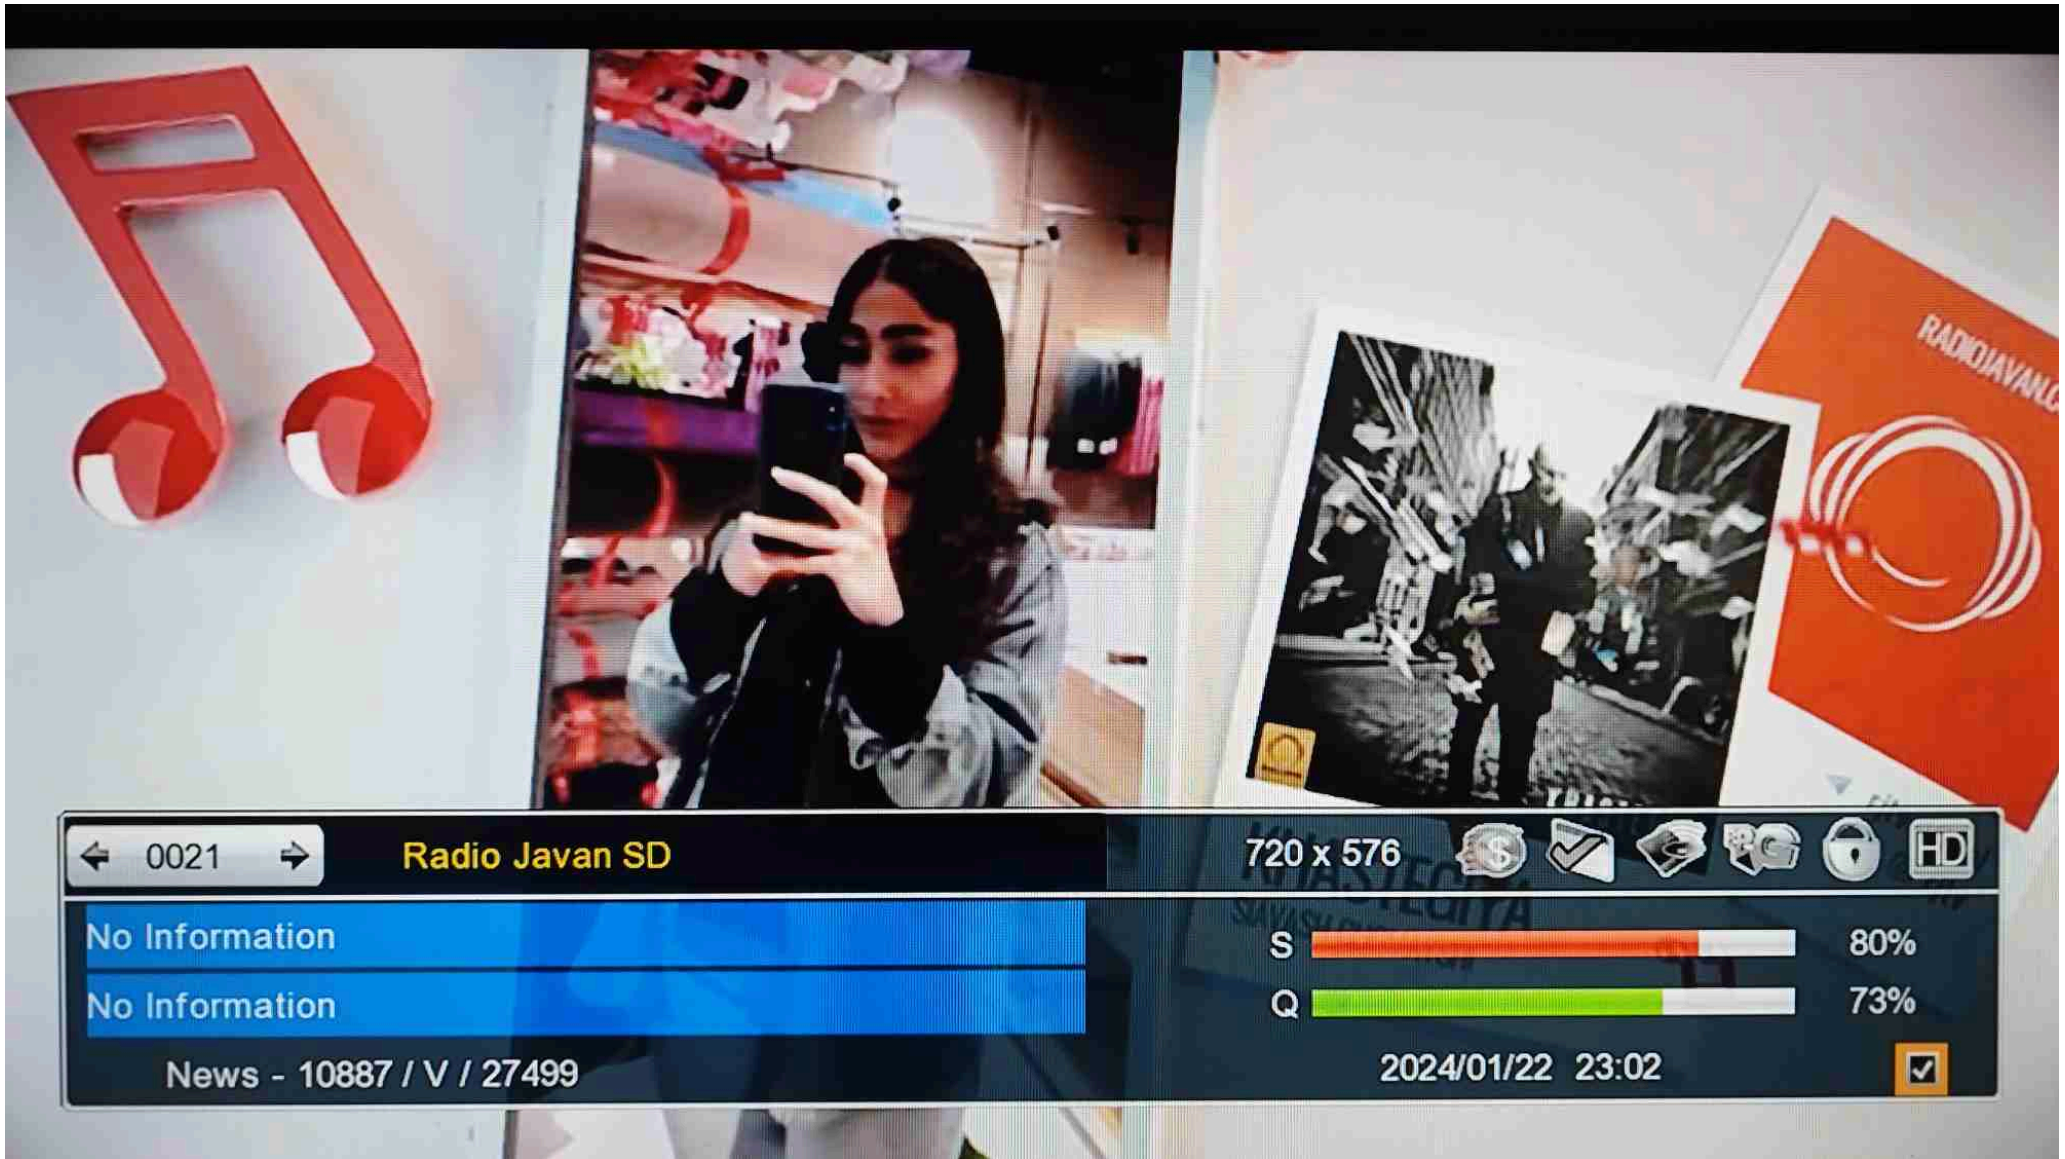 RADIOJAVAN.C
0021
Radio Javan SD
720 x 576
HD
KHASTEGIYA
No Information
S
80%
No Information
Q
73%
News - 10887 / V / 27499
2024/01/22 23:02